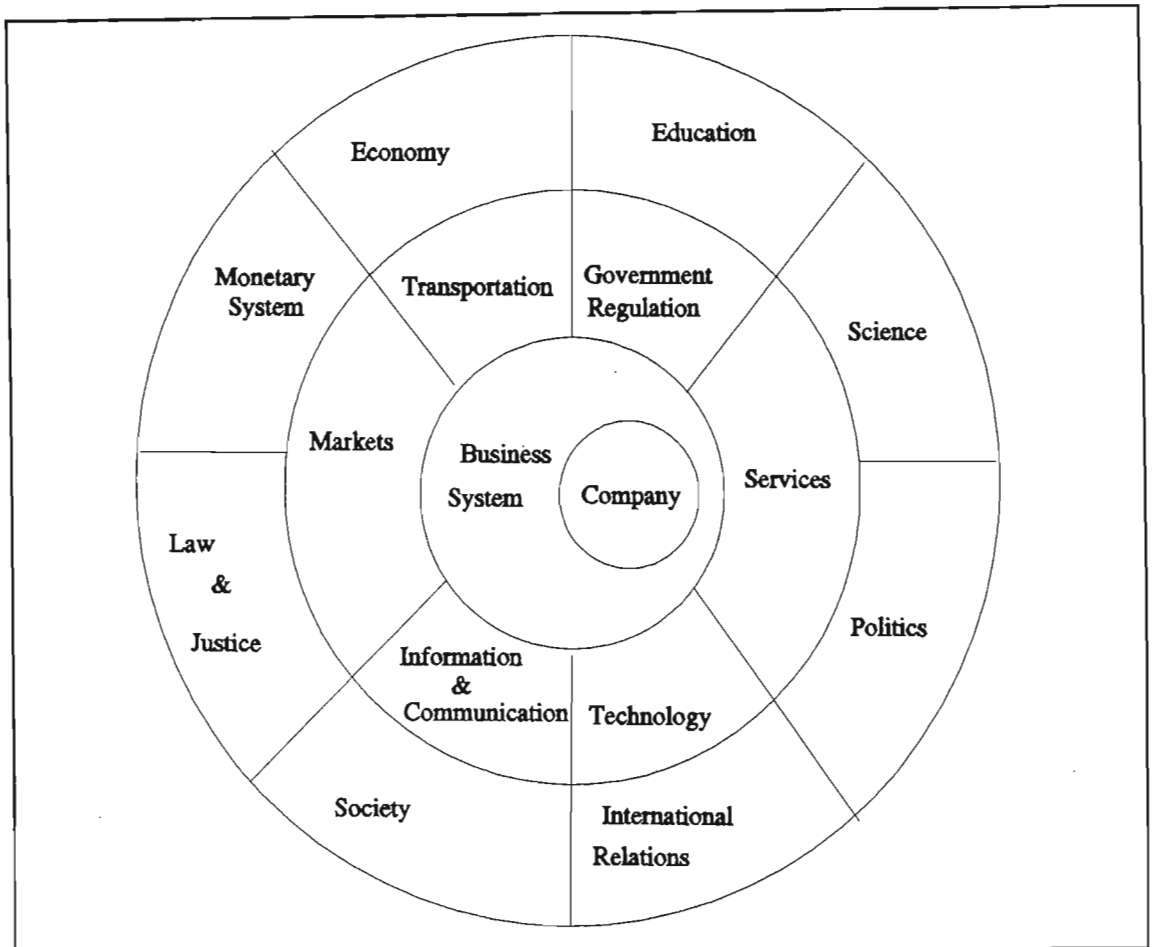 Economy
Education
Monetary
System
Transportation
Government
Regulation
Science
Markets
Business
System
Company
Services
Law
&
Justice
Politics
Information
&
Communication
Technology
Society
International
Relations